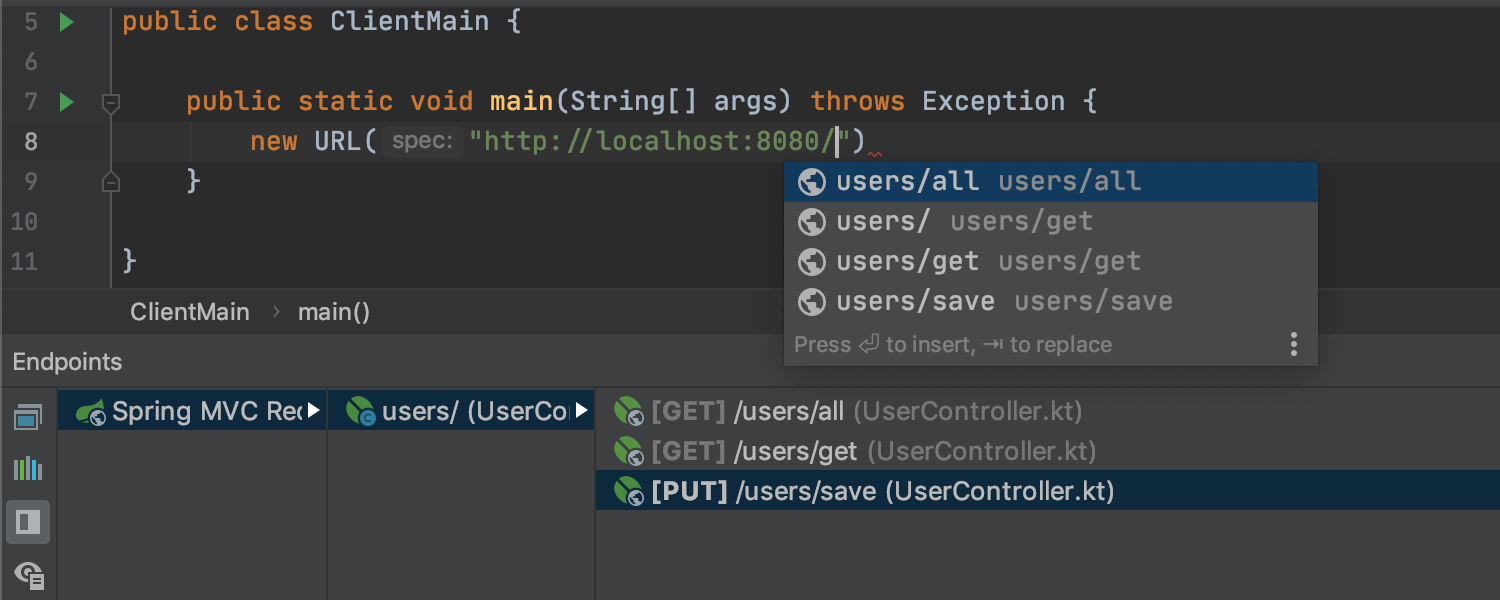 5 public class ClientMain {
6
7 public static void main(String[] args) throws Exception {
8 new URL( spec: "http://localhost:8080/")
9 }
10
11 }
users/all users/all
users/ users/get
users/get users/get
users/save users/save
Press ⏎ to insert, ⇥ to replace
ClientMain › main()
Endpoints
Spring MVC Rec
users/ (UserCo
[GET] /users/all (UserController.kt)
[GET] /users/get (UserController.kt)
[PUT] /users/save (UserController.kt)